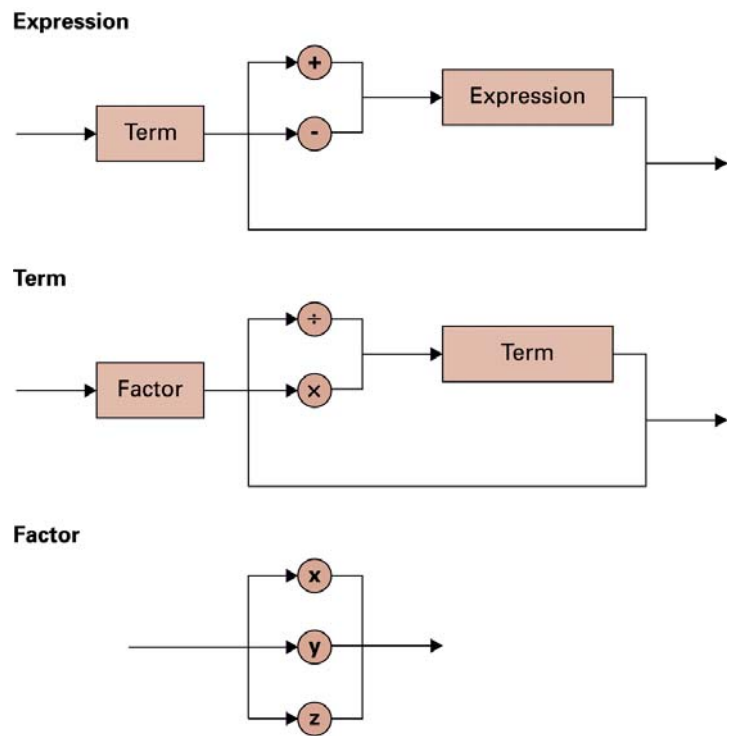 Expression
+
Term
-
Expression
Term
÷
Factor
×
Term
Factor
x
y
z